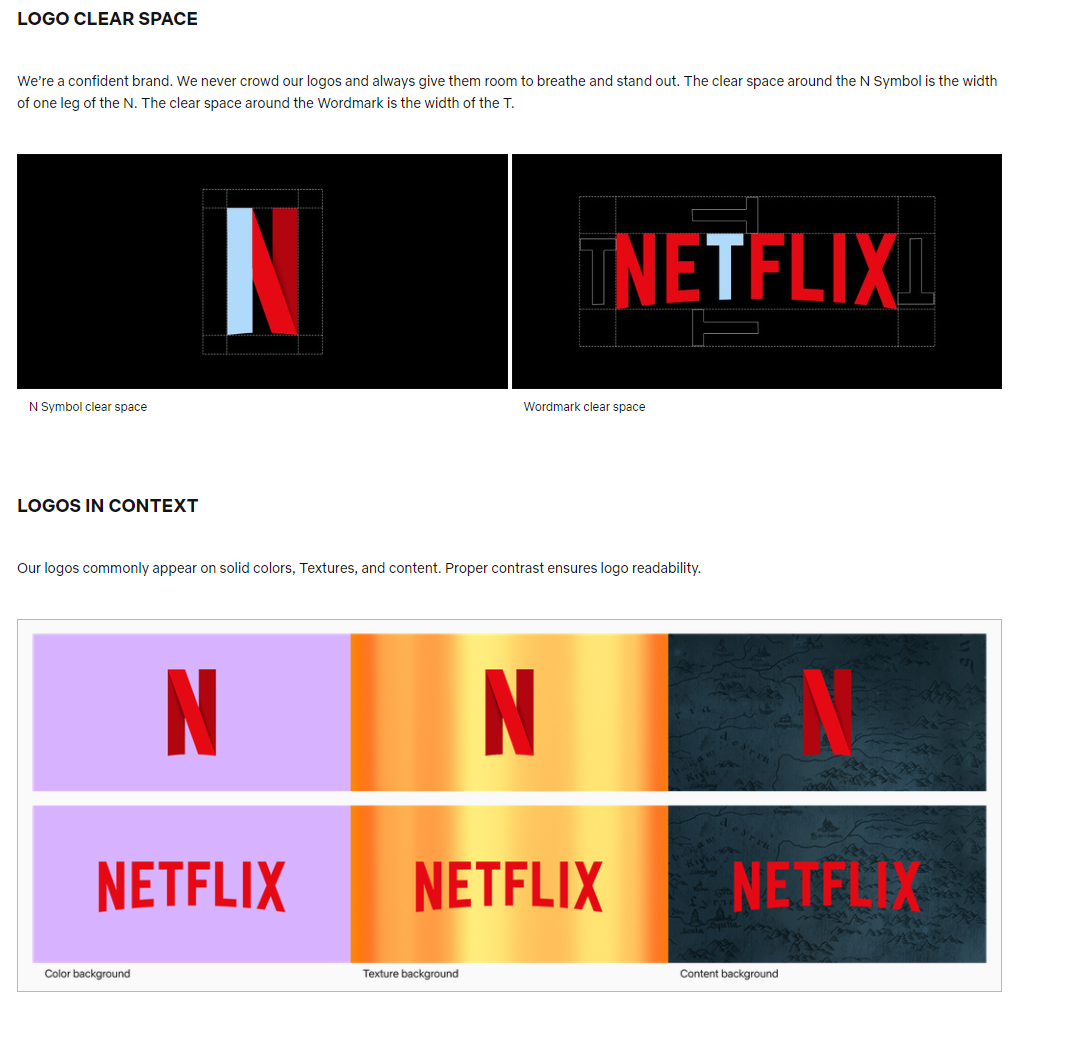 LOGO CLEAR SPACE
We're a confident brand. We never crowd our logos and always give them room to breathe and stand out. The clear space around the N Symbol is the width
of one leg of the N. The clear space around the Wordmark is the width of the T.
N
T NETFLIX T
T
T
N Symbol clear space
Wordmark clear space
LOGOS IN CONTEXT
Our logos commonly appear on solid colors, Textures, and content. Proper contrast ensures logo readability.
N
N
N
NETFLIX
NETFLIX
NETFLIX
Color background
Texture background
Content background